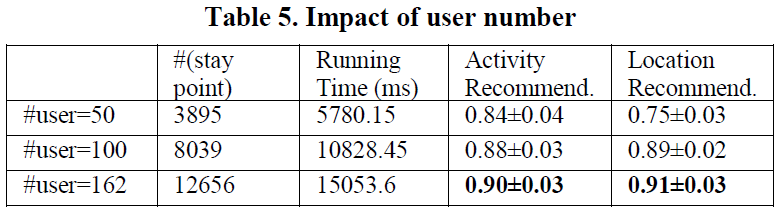 Table 5. Impact of user number
#(stay point) Running Time (ms) Activity Recommend. Location Recommend.
#user=50 3895 5780.15 0.84±0.04 0.75±0.03
#user=100 8039 10828.45 0.88±0.03 0.89±0.02
#user=162 12656 15053.6 0.90±0.03 0.91±0.03